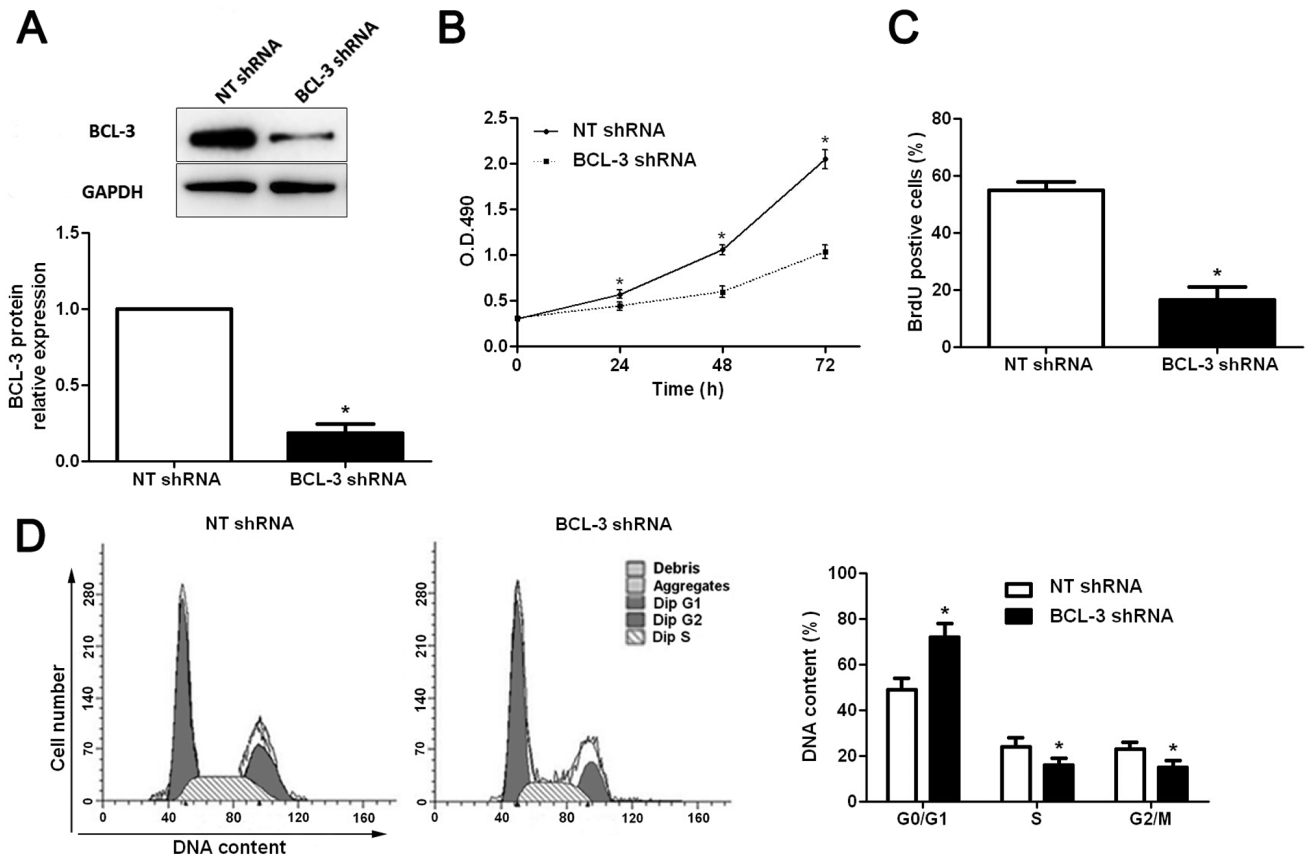 A
NT shRNA
BCL-3 shRNA
BCL-3
GAPDH
BCL-3 protein
relative expression
1.5
1.0
0.5
0.0
*
NT shRNA
BCL-3 shRNA
B
O.D.490
2.5
2.0
1.5
1.0
0.5
0.0
NT shRNA
BCL-3 shRNA
*
*
*
0
24
48
72
Time (h)
C
BrdU postive cells (% )
80
60
40
20
0
*
NT shRNA
BCL-3 shRNA
D
NT shRNA
Cell number
280
210
140
70
0
0
40
80
120
160
DNA content
BCL-3 shRNA
280
210
140
70
0
0
40
80
120
160
Debris
Aggregates
Dip G1
Dip G2
Dip S
DNA content (% )
100
80
60
40
20
0
NT shRNA
BCL-3 shRNA
*
*
*
G0/G1
S
G2/M